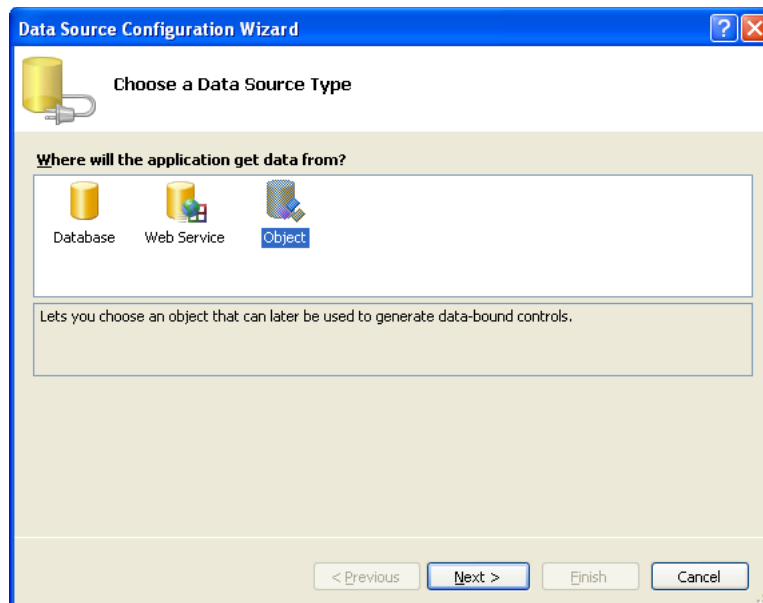 Data Source Configuration Wizard
Choose a Data Source Type
Where will the application get data from?
Database Web Service Object
Lets you choose an object that can later be used to generate data-bound controls.
< Previous Next > Finish Cancel